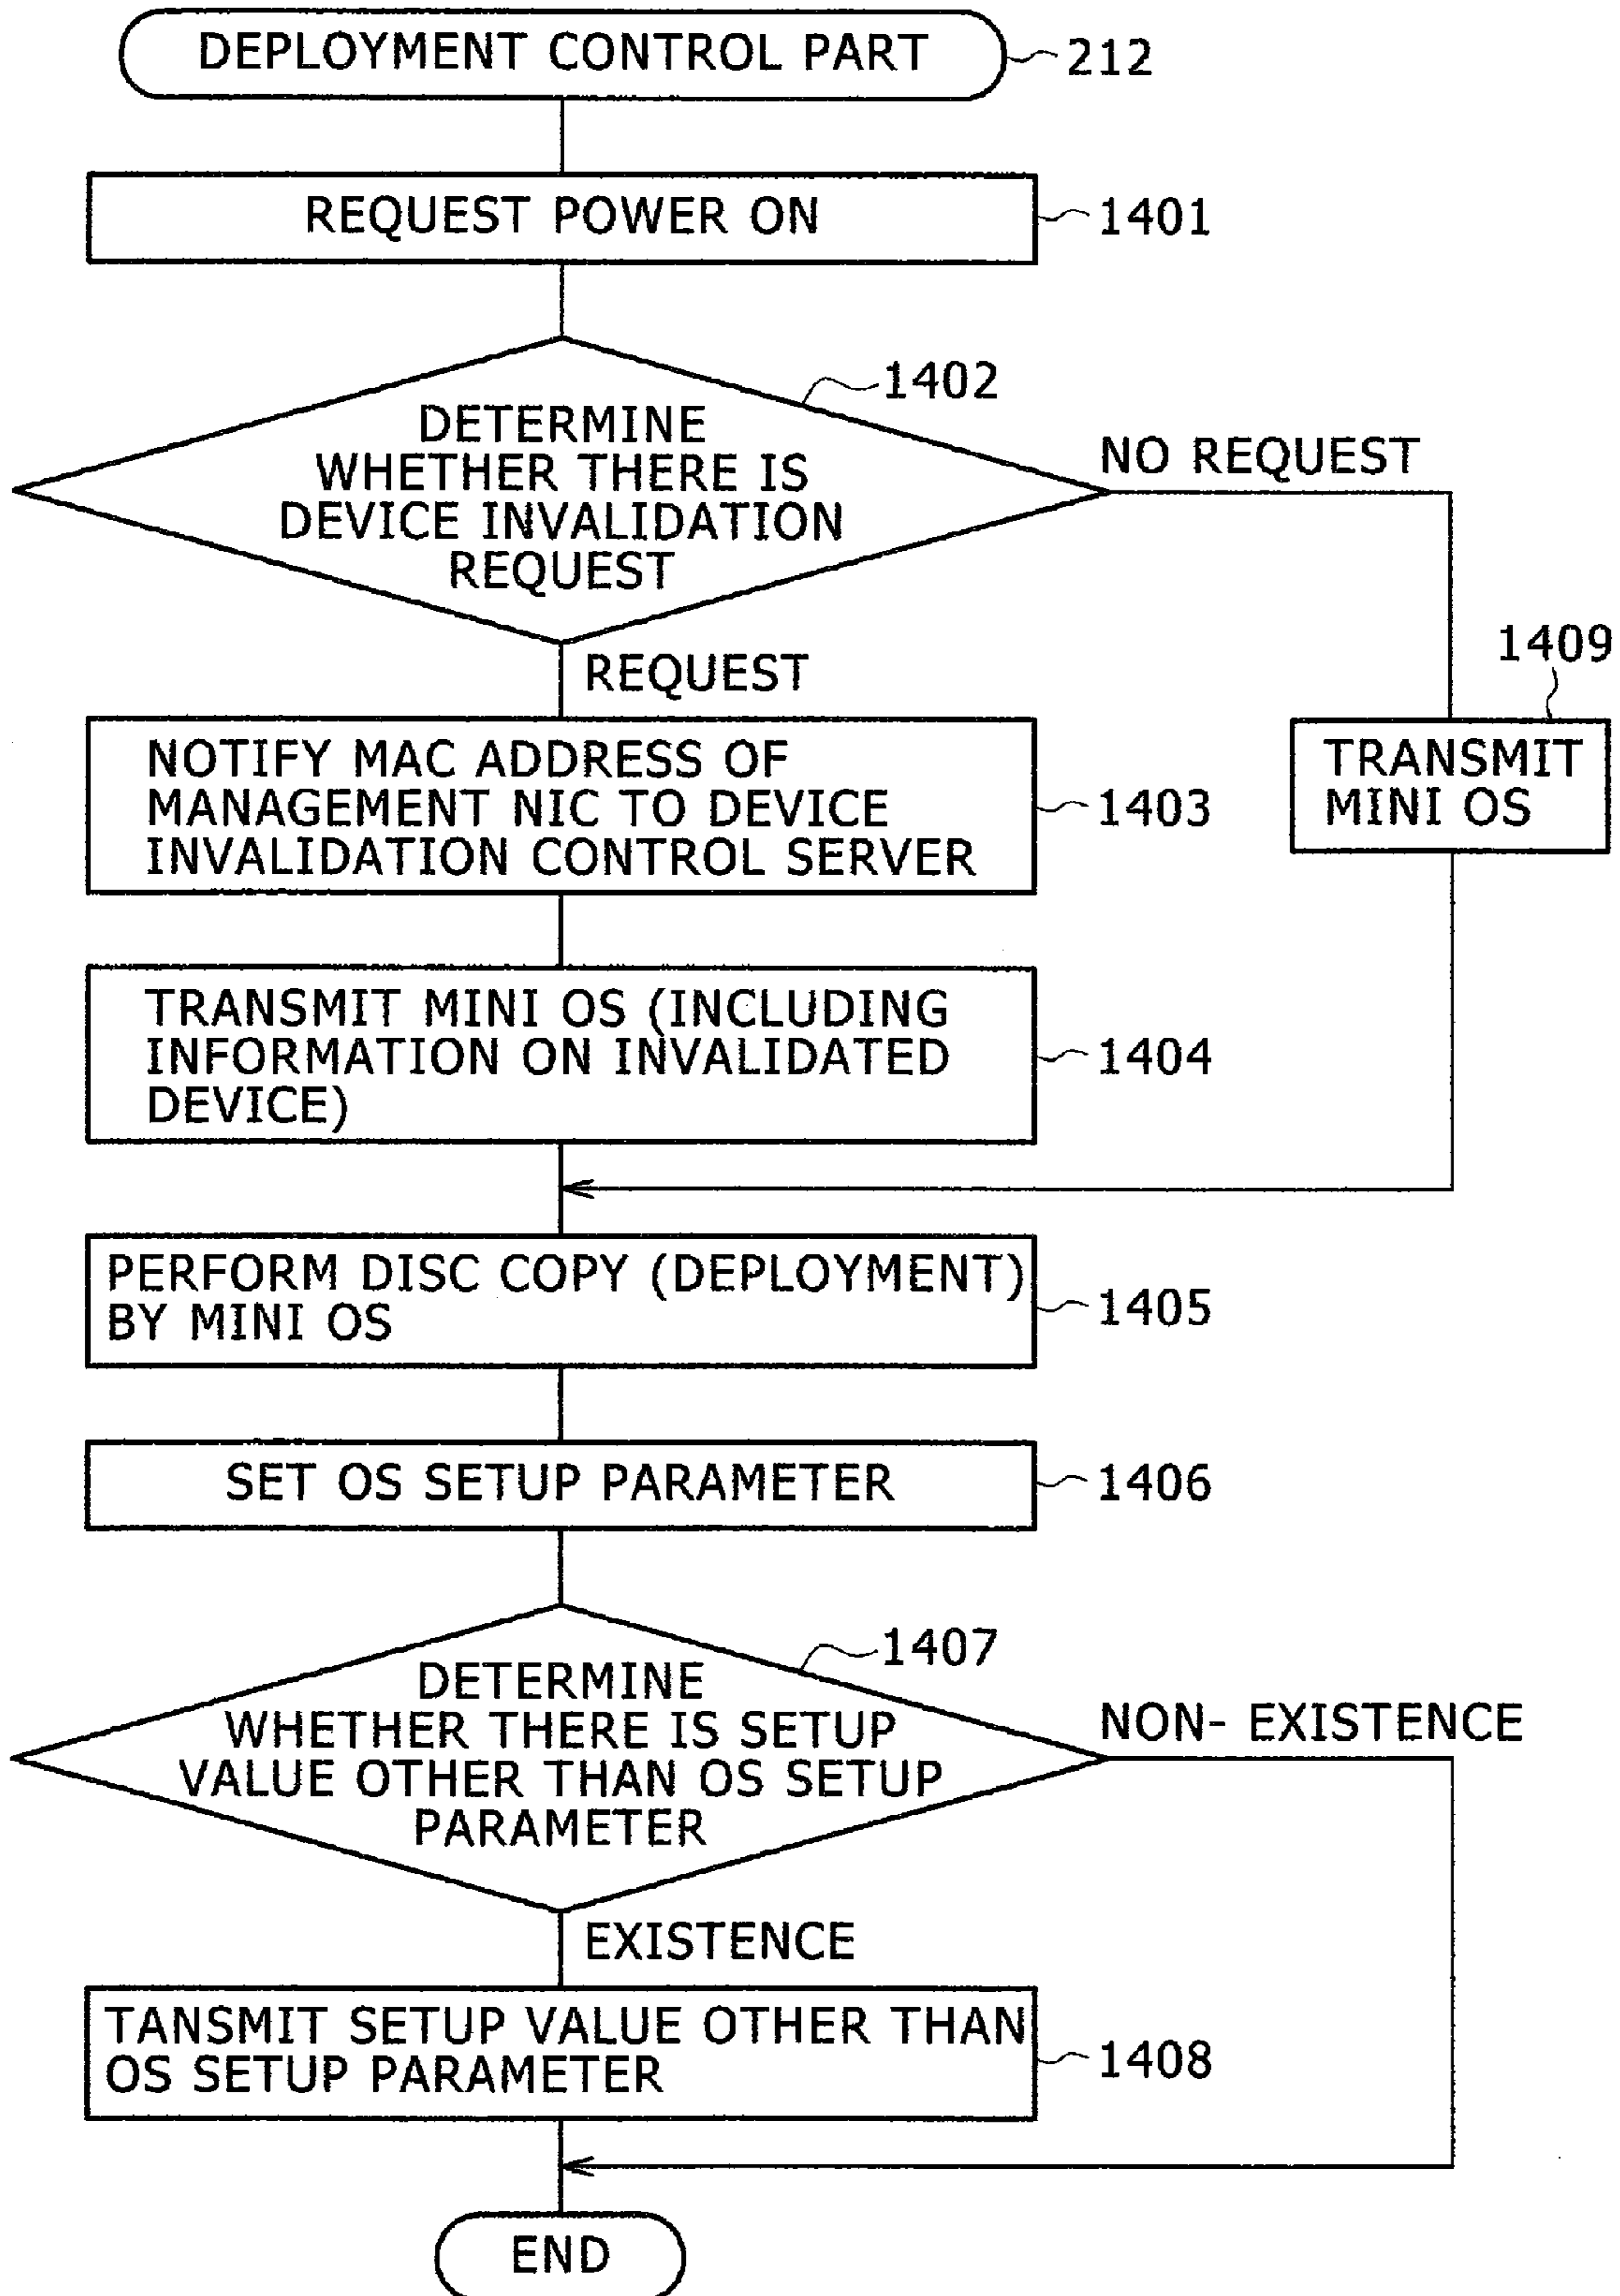 DEPLOYMENT CONTROL PART
212
REQUEST POWER ON
1401
1402
DETERMINE
WHETHER THERE IS
DEVICE INVALIDATION
REQUEST
NO REQUEST
REQUEST
1409
TRANSMIT
MINI OS
NOTIFY MAC ADDRESS OF
MANAGEMENT NIC TO DEVICE
INVALIDATION CONTROL SERVER
1403
TRANSMIT MINI OS (INCLUDING
INFORMATION ON INVALIDATED
DEVICE)
1404
PERFORM DISC COPY (DEPLOYMENT)
BY MINI OS
1405
SET OS SETUP PARAMETER
1406
1407
DETERMINE
WHETHER THERE IS SETUP
VALUE OTHER THAN OS SETUP
PARAMETER
NON- EXISTENCE
EXISTENCE
TANSMIT SETUP VALUE OTHER THAN
OS SETUP PARAMETER
1408
END